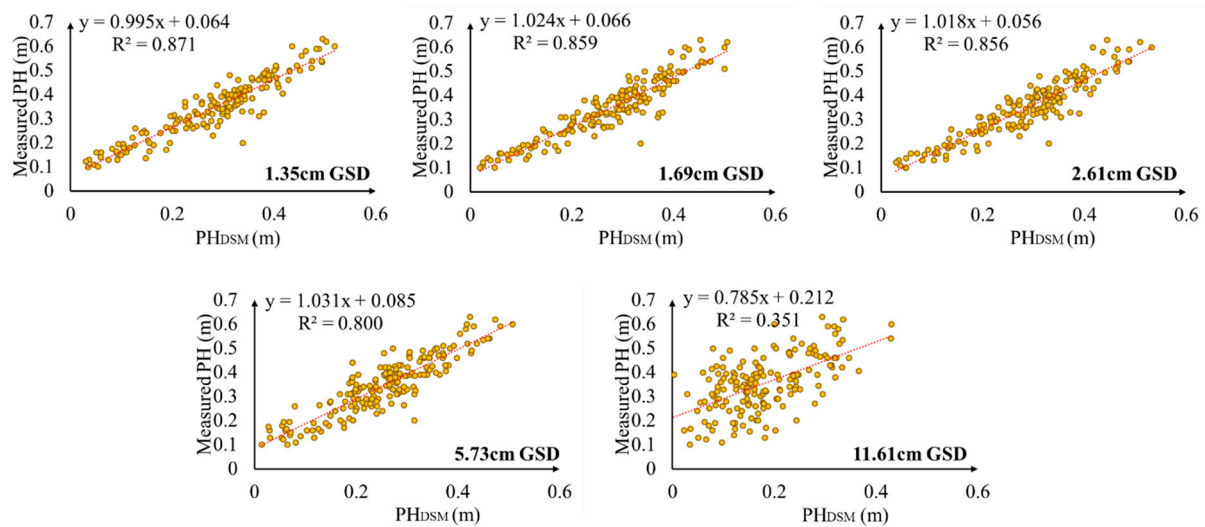 y = 0.995x + 0.064
R² = 0.871
Measured PH (m)
0.7
0.6
0.5
0.4
0.3
0.2
0.1
0
1.35cm GSD
0 0.2 0.4 0.6
PHDSM (m)
y = 1.024x + 0.066
R² = 0.859
Measured PH (m)
0.7
0.6
0.5
0.4
0.3
0.2
0.1
0
1.69cm GSD
0 0.2 0.4 0.6
PHDSM (m)
y = 1.018x + 0.056
R² = 0.856
Measured PH (m)
0.7
0.6
0.5
0.4
0.3
0.2
0.1
0
2.61cm GSD
0 0.2 0.4 0.6
PHDSM (m)
y = 1.031x + 0.085
R² = 0.800
Measured PH (m)
0.7
0.6
0.5
0.4
0.3
0.2
0.1
0
5.73cm GSD
0 0.2 0.4 0.6
PHDSM (m)
y = 0.785x + 0.212
R² = 0.351
Measured PH (m)
0.7
0.6
0.5
0.4
0.3
0.2
0.1
0
11.61cm GSD
0 0.2 0.4 0.6
PHDSM (m)